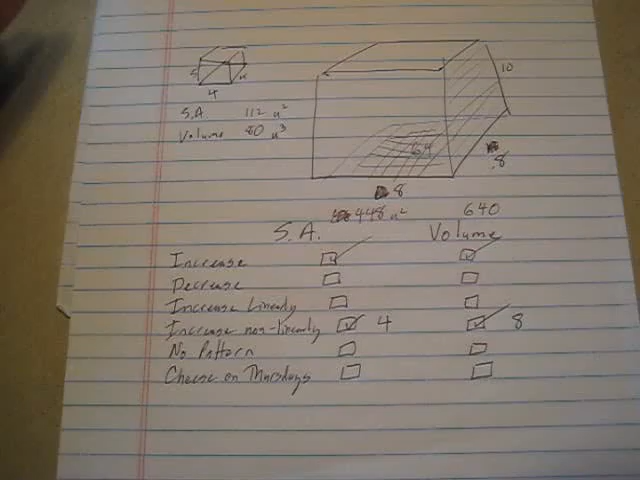 5
4
4
S.A. 112 u²
Volume 80 u³
10
64
8
8
448 u² 640
S.A. Volume
Increase
Decrease
Increase Linearly
Increase non-linearly 4 8
No Pattern
Cheese on Thursdays